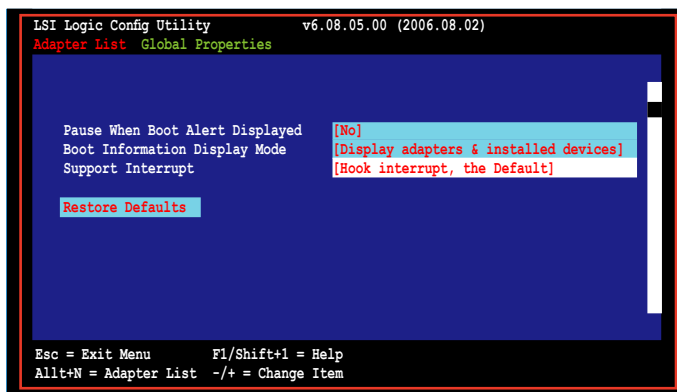 LSI Logic Config Utility v6.08.05.00 (2006.08.02)
Adapter List Global Properties
Pause When Boot Alert Displayed [No]
Boot Information Display Mode [Display adapters & installed devices]
Support Interrupt [Hook interrupt, the Default]
Restore Defaults
Esc = Exit Menu F1/Shift+1 = Help
Allt+N = Adapter List -/+ = Change Item